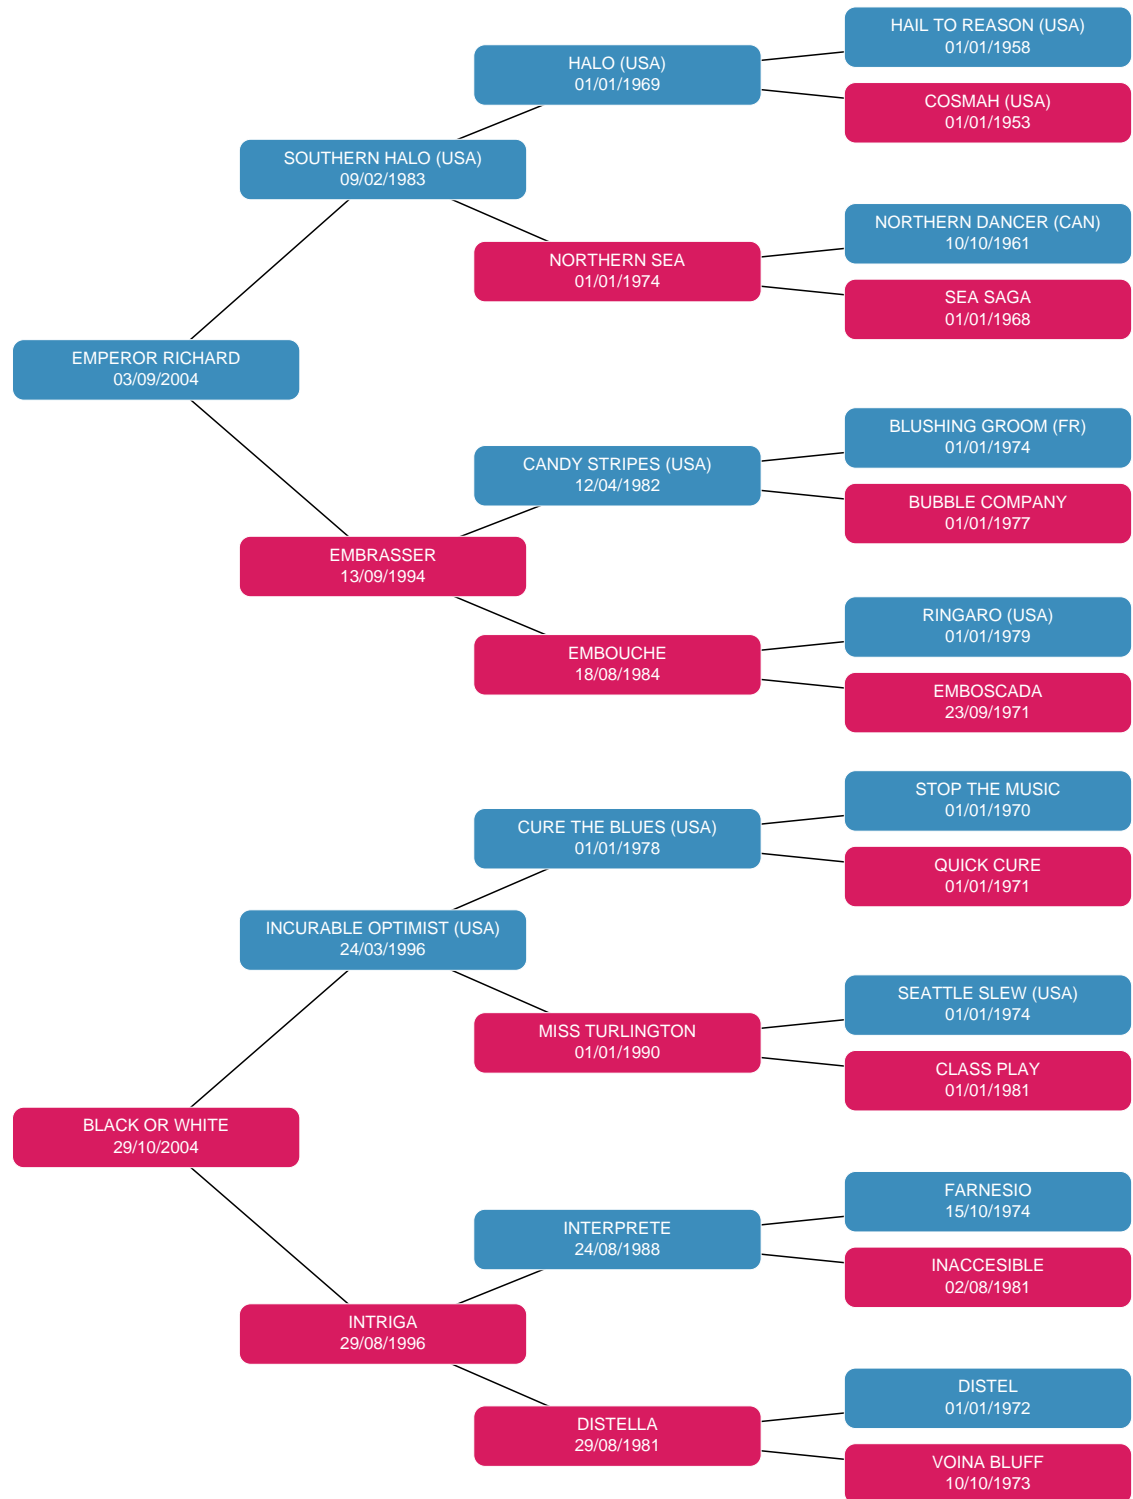 HAIL TO REASON (USA)
01/01/1958
HALO (USA)
01/01/1969
COSMAH (USA)
01/01/1953
SOUTHERN HALO (USA)
09/02/1983
NORTHERN DANCER (CAN)
10/10/1961
NORTHERN SEA
01/01/1974
SEA SAGA
01/01/1968
EMPEROR RICHARD
03/09/2004
BLUSHING GROOM (FR)
01/01/1974
CANDY STRIPES (USA)
12/04/1982
BUBBLE COMPANY
01/01/1977
EMBRASSER
13/09/1994
RINGARO (USA)
01/01/1979
EMBOUCHE
18/08/1984
EMBOSCADA
23/09/1971
STOP THE MUSIC
01/01/1970
CURE THE BLUES (USA)
01/01/1978
QUICK CURE
01/01/1971
INCURABLE OPTIMIST (USA)
24/03/1996
SEATTLE SLEW (USA)
01/01/1974
MISS TURLINGTON
01/01/1990
CLASS PLAY
01/01/1981
BLACK OR WHITE
29/10/2004
FARNESIO
15/10/1974
INTERPRETE
24/08/1988
INACCESIBLE
02/08/1981
INTRIGA
29/08/1996
DISTEL
01/01/1972
DISTELLA
29/08/1981
VOINA BLUFF
10/10/1973